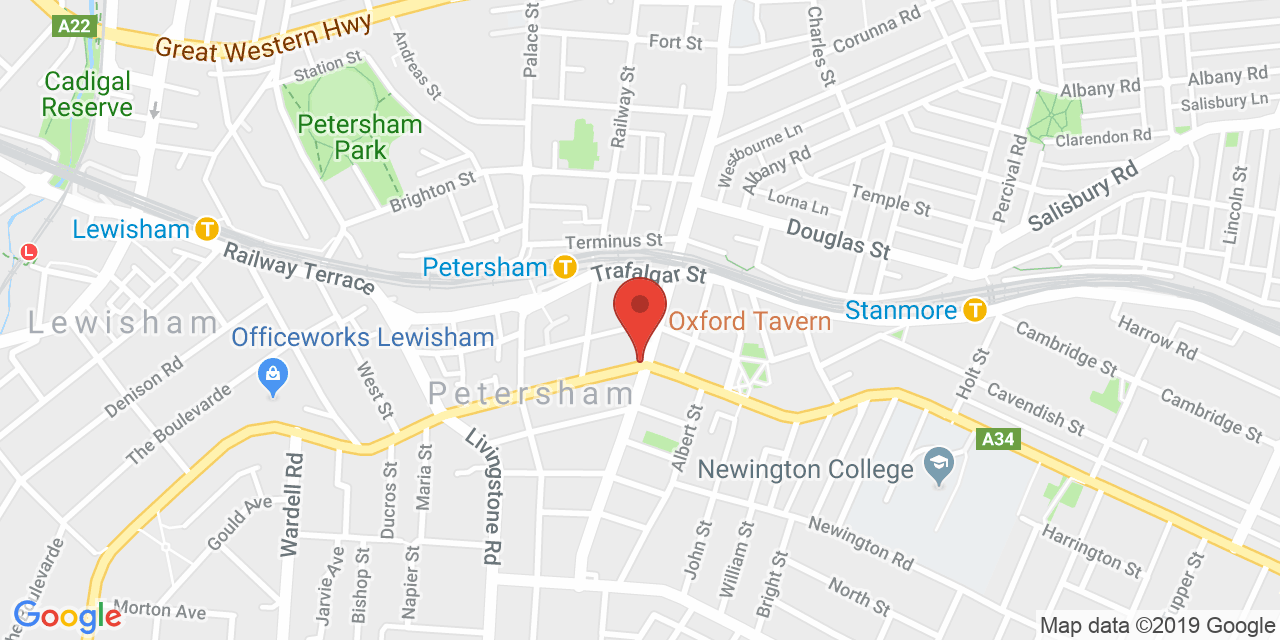 A22
Great Western Hwy
Palace St
Fort St
Charles St
Corunna Rd
Station St
Andreas St
Cadigal
Reserve
Railway St
Albany Rd
Albany Rd
Salisbury Ln
Petersham
Park
Westbourne Ln
Albany Rd
Clarendon Rd
Percival Rd
Salisbury Rd
Lincoln St
Brighton St
Lorna Ln
Temple St
Douglas St
Lewisham
T
Railway Terrace
Terminus St
Petersham
T
Trafalgar St
L
Stanmore
T
Lewisham
Officeworks Lewisham
Oxford Tavern
Cambridge St
Harrow Rd
Denison Rd
West St
Petersham
Holt St
Cavendish St
Cambridge St
The Boulevarde
A34
Albert St
Livingstone Rd
Maria St
Ducros St
Wardell Rd
Newington College
Gould Ave
Newington Rd
Harrington St
John St
William St
Bright St
North St
Jarvie Ave
Bishop St
Napier St
Morton Ave
Google
Map data ©2019 Google